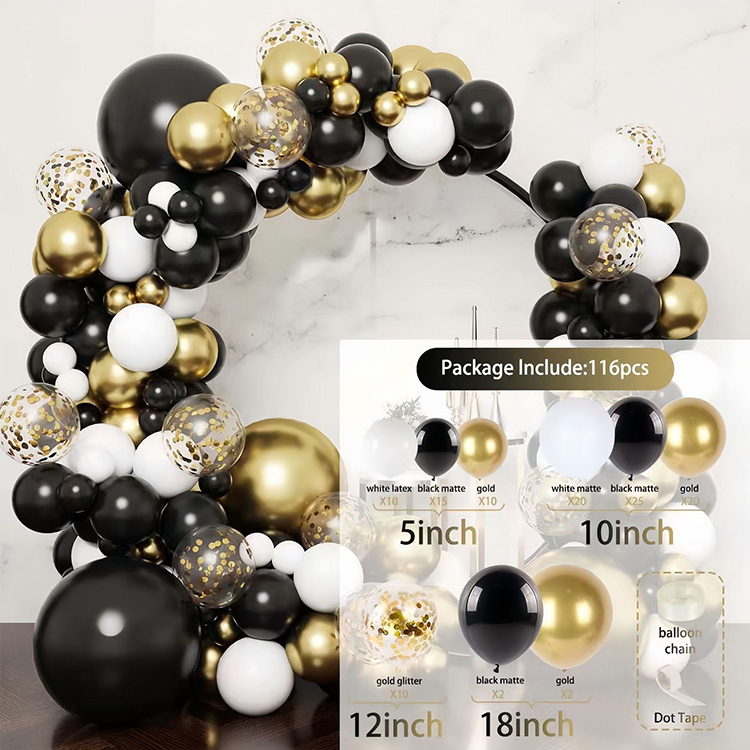 Package Include:116pcs
white latex black matte gold
X10 X15 X10
5inch
white matte black matte gold
X20 X25 X20
10inch
gold glitter
X10
12inch
black matte gold
X2 X2
18inch
balloon
chain
Dot Tape